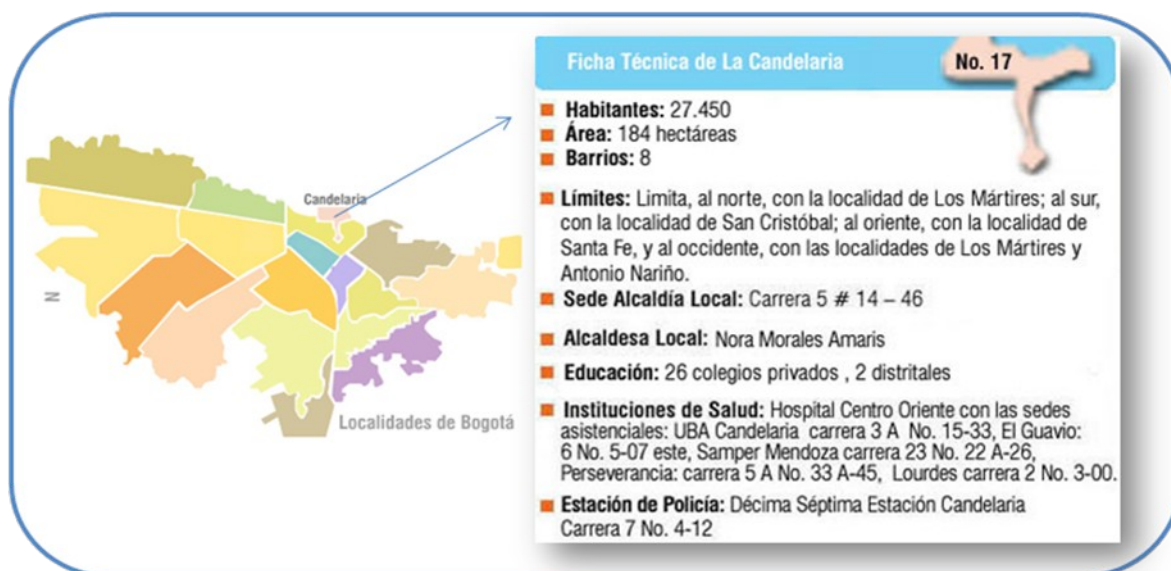 Candelaria
N
Localidades de Bogotá
Ficha Técnica de La Candelaria
No. 17
Habitantes: 27.450
Área: 184 hectáreas
Barrios: 8
Límites: Limita, al norte, con la localidad de Los Mártires; al sur,
con la localidad de San Cristóbal; al oriente, con la localidad de
Santa Fe, y al occidente, con las localidades de Los Mártires y
Antonio Nariño.
Sede Alcaldía Local: Carrera 5 # 14 – 46
Alcaldesa Local: Nora Morales Amaris
Educación: 26 colegios privados , 2 distritales
Instituciones de Salud: Hospital Centro Oriente con las sedes
asistenciales: UBA Candelaria carrera 3 A No. 15-33, El Guavio:
6 No. 5-07 este, Samper Mendoza carrera 23 No. 22 A-26,
Perseverancia: carrera 5 A No. 33 A-45, Lourdes carrera 2 No. 3-00.
Estación de Policía: Décima Séptima Estación Candelaria
Carrera 7 No. 4-12